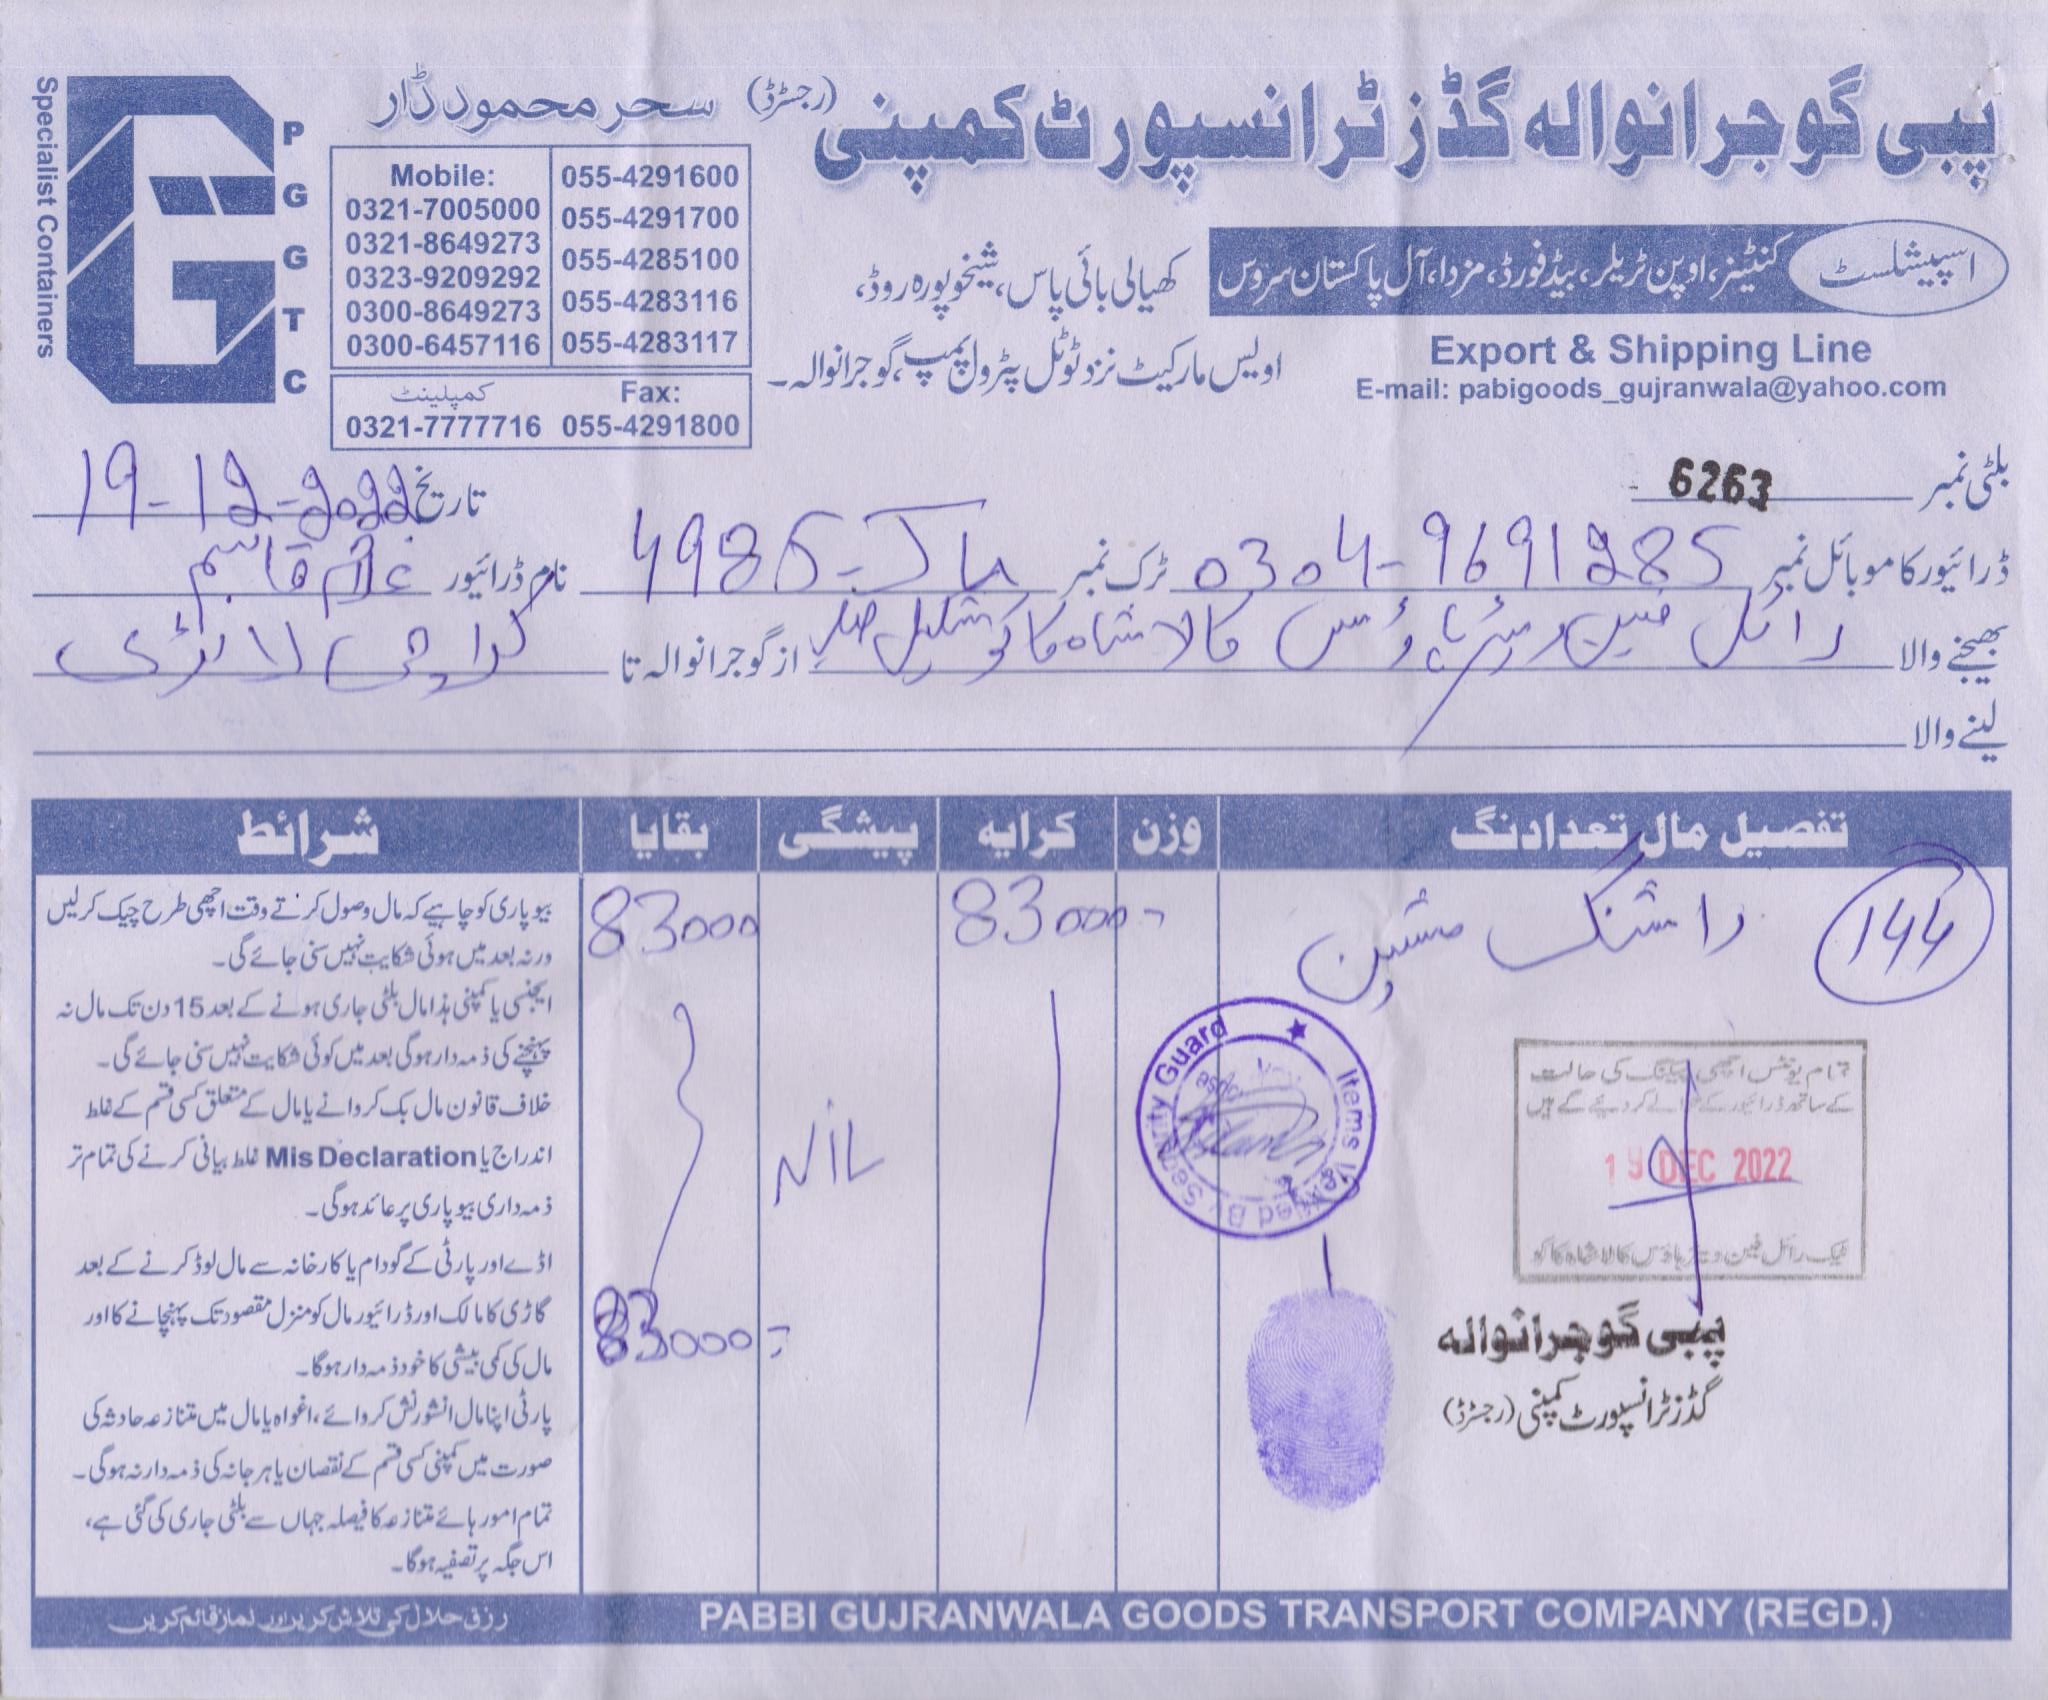 پبی گوجرانوالہ گڈز ٹرانسپورٹ کمپنی (رجسٹرڈ)
سحر محمود ڈار
Specialist Containers
P G G T C
Mobile:
0321-7005000
0321-8649273
0323-9209292
0300-8649273
0300-6457116
055-4291600
055-4291700
055-4285100
055-4283116
055-4283117
کمپلینٹ
0321-7777716
Fax:
055-4291800
اسپیشلسٹ کنٹینر، اوپن ٹریلر، بیڈ فورڈ، مزدا، آل پاکستان سروس
کھیالی بائی پاس، شیخوپورہ روڈ،
اویس مارکیٹ نزد ٹوٹل پٹرول پمپ، گوجرانوالہ۔
Export & Shipping Line
E-mail: pabigoods_gujranwala@yahoo.com
بلٹی نمبر 6263
تاریخ 19-12-2022
ڈرائیور کا موبائل نمبر 0304-9691285 ٹرک نمبر 4985 نام ڈرائیور غلام قاسم
بھیجنے والا رائل فین ویئر ہاؤس کالا شاہ کاکو شکیل از گوجرانوالہ تا کراچی لانڈی
لینے والا
تفصیل مال تعداد نگ وزن کرایہ پیشگی بقایا شرائط
144 واشنگ مشین
83000
NIL
83000
83000
Items Verified By Security Guard
تمام یونٹس اچھی پیکنگ کی حالت
کے ساتھ ڈرائیور کے حوالے کر دیئے گئے ہیں
19 DEC 2022
رائل فین ویئر ہاؤس کالا شاہ کاکو
پبی گوجرانوالہ
گڈز ٹرانسپورٹ کمپنی (رجسٹرڈ)
بیوپاری کو چاہیے کہ مال وصول کرتے وقت اچھی طرح چیک کر لیں
ورنہ بعد میں ہوئی شکایت نہیں سنی جائے گی۔
ایجنسی یا کمپنی ہذا مال بلٹی جاری ہونے کے بعد 15 دن تک مال نہ
پہنچنے کی ذمہ دار ہوگی بعد میں کوئی شکایت نہیں سنی جائے گی۔
خلاف قانون مال بک کروانے یا مال کے متعلق کسی قسم کے غلط
اندراج یا Mis Declaration غلط بیانی کرنے کی تمام تر
ذمہ داری بیوپاری پر عائد ہوگی۔
اڈے اور پارٹی کے گودام یا کارخانہ سے مال لوڈ کرنے کے بعد
گاڑی کا مالک اور ڈرائیور مال کو منزل مقصود تک پہنچانے کا اور
مال کی کمی بیشی کا خود ذمہ دار ہوگا۔
پارٹی اپنا مال انشورنش کروائے، اغواہ یا مال میں متنازعہ حادثہ کی
صورت میں کمپنی کسی قسم کے نقصان یا ہرجانہ کی ذمہ دار نہ ہوگی۔
تمام امور ہائے متنازعہ کا فیصلہ جہاں سے بلٹی جاری کی گئی ہے،
اس جگہ پر تصفیہ ہوگا۔
رزق حلال کی تلاش کریں اور نماز قائم کریں
PABBI GUJRANWALA GOODS TRANSPORT COMPANY (REGD.)